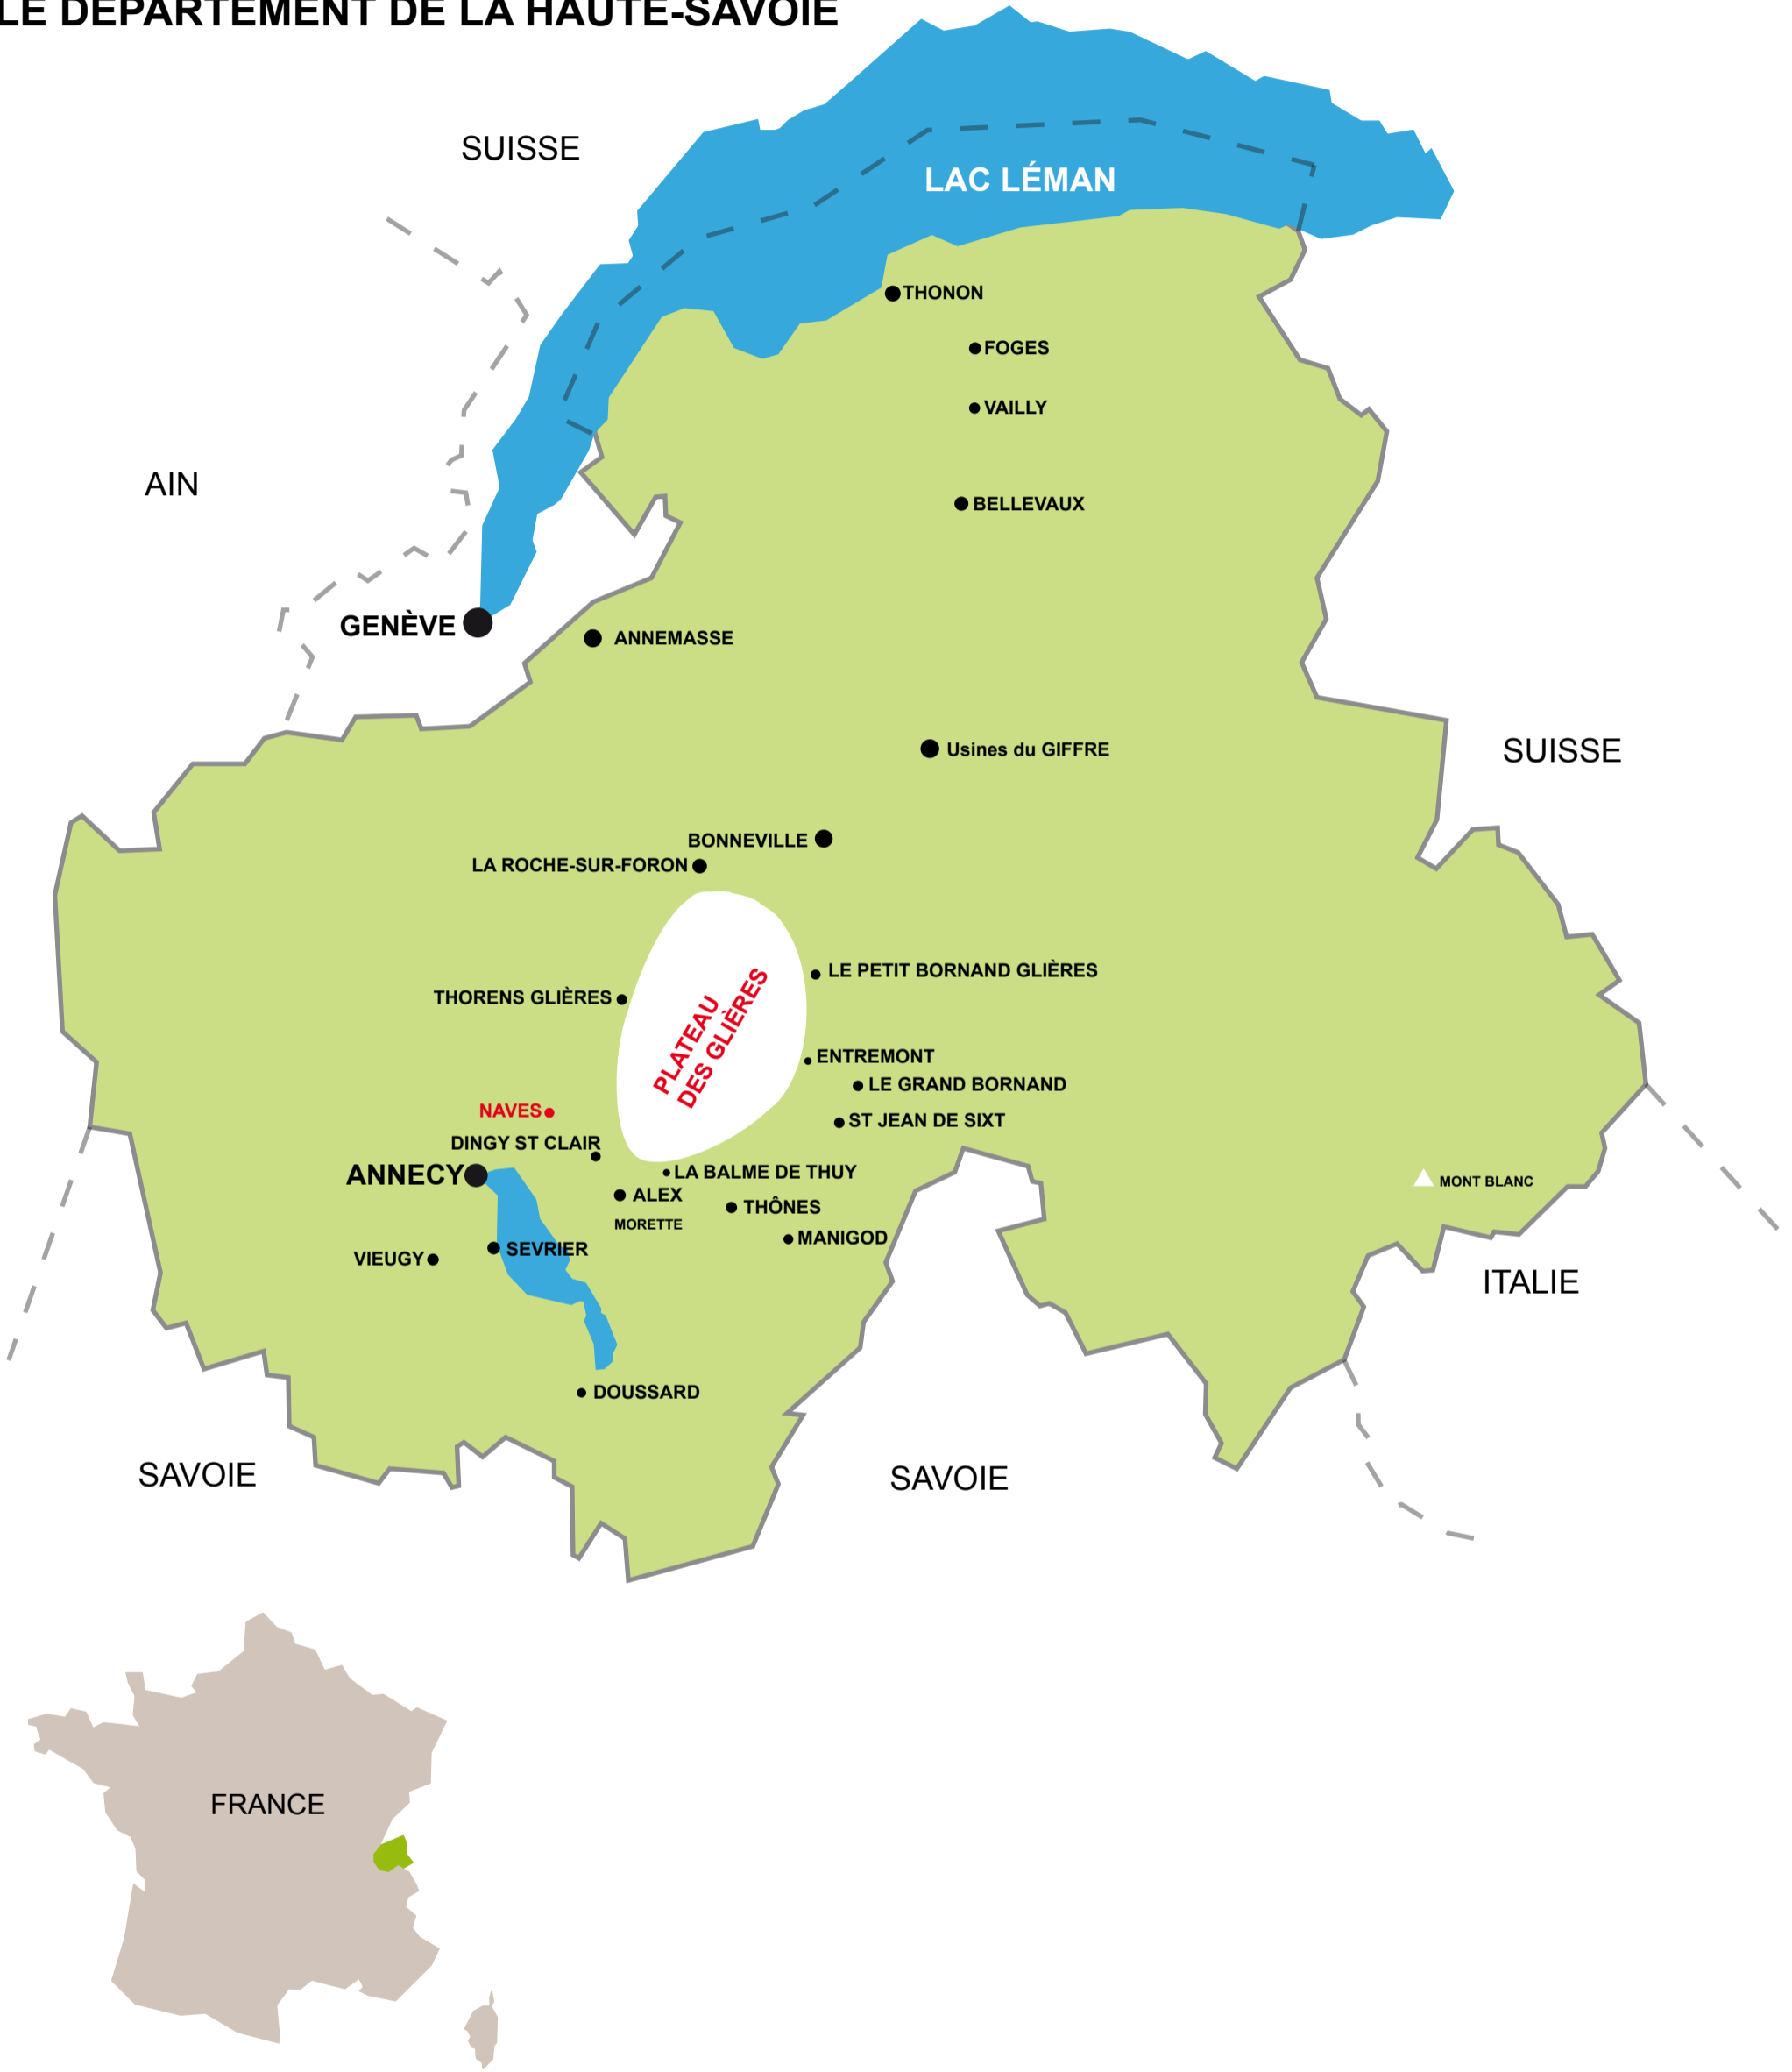 LE DEPARTEMENT DE LA HAUTE-SAVOIE
SUISSE
LAC LÉMAN
THONON
FOGES
VAILLY
AIN
BELLEVAUX
GENÈVE
ANNEMASSE
Usines du GIFFRE
SUISSE
BONNEVILLE
LA ROCHE-SUR-FORON
LE PETIT BORNAND GLIÈRES
THORENS GLIÈRES
PLATEAU
DES GLIÈRES
ENTREMONT
LE GRAND BORNAND
NAVES
ST JEAN DE SIXT
DINGY ST CLAIR
ANNECY
LA BALME DE THUY
MONT BLANC
ALEX
THÔNES
MORETTE
MANIGOD
SEVRIER
VIEUGY
ITALIE
DOUSSARD
SAVOIE
SAVOIE
FRANCE